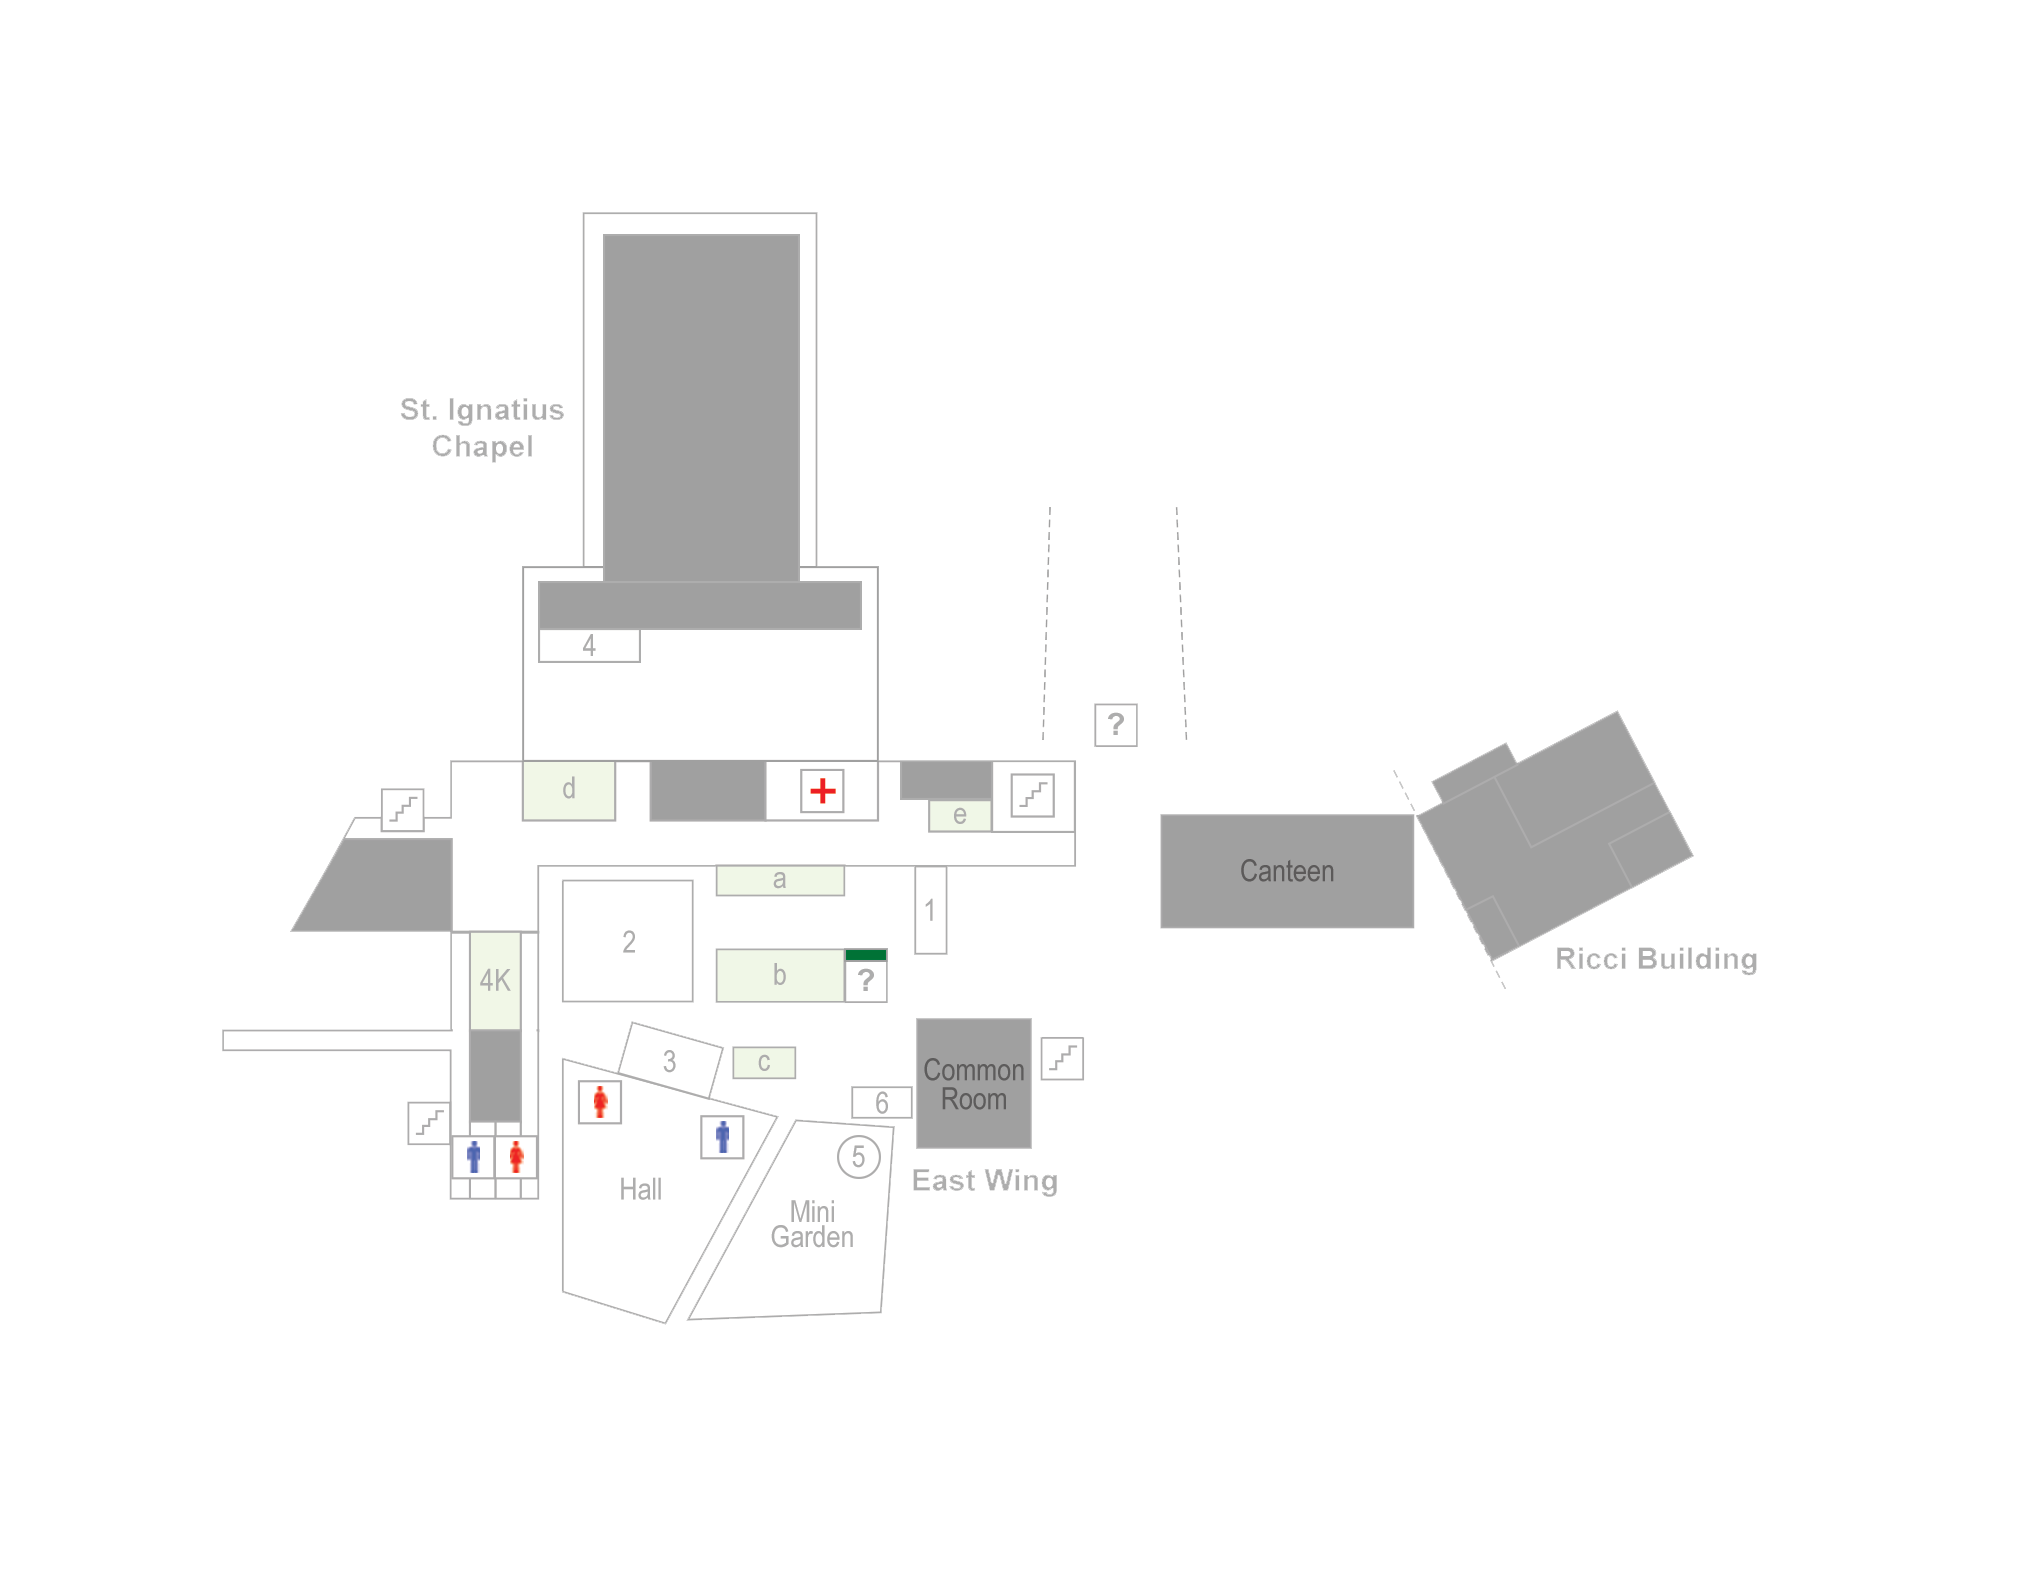 St. Ignatius
Chapel
4
?
d
e
Canteen
a
1
2
Ricci Building
4K
b
?
3
c
Common
Room
6
5
East Wing
Hall
Mini
Garden